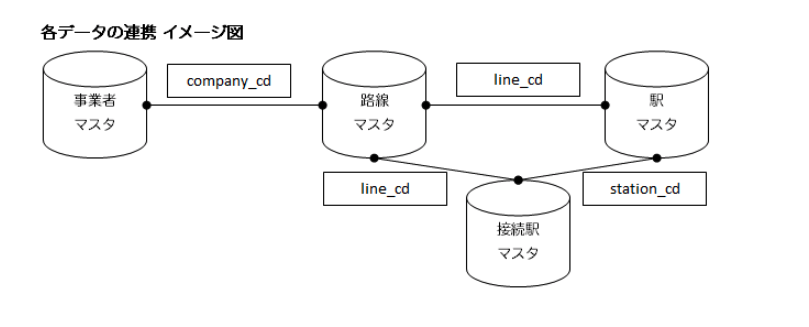 各データの連携 イメージ図
company_cd
line_cd
事業者
マスタ
路線
マスタ
駅
マスタ
line_cd
station_cd
接続駅
マスタ